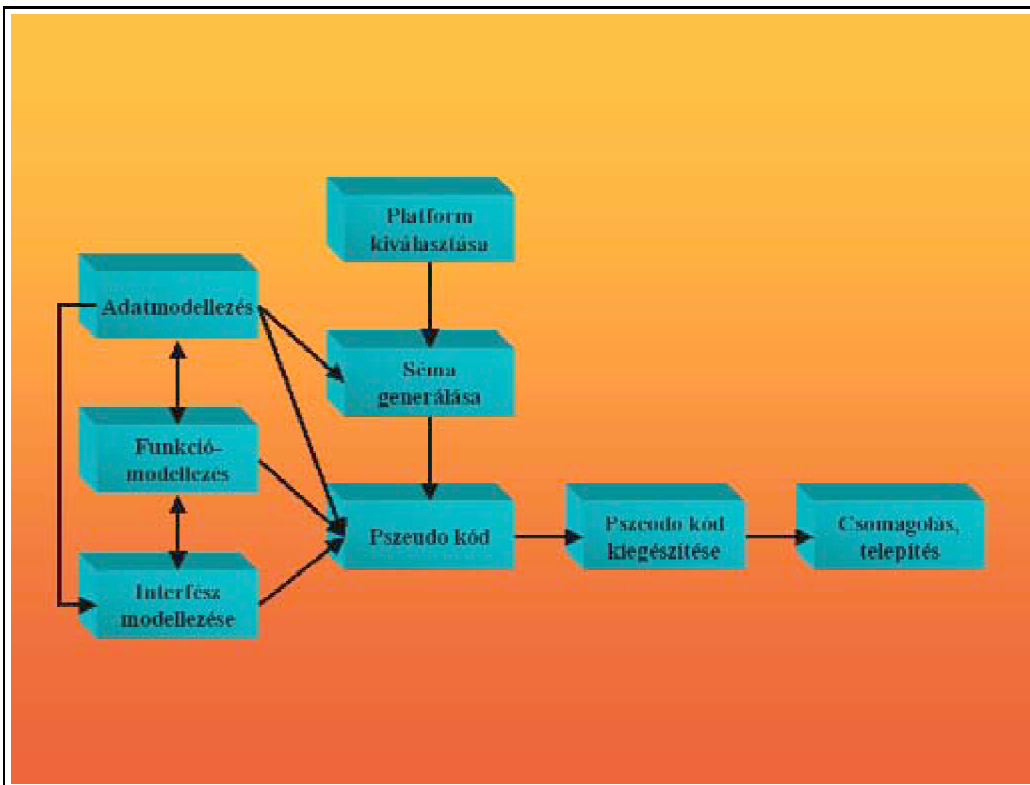 Platform
kiválasztása
Adatmodellezés
Séma
generálása
Funkció-
modellezés
Pszeudo kód
Pszeudo kód
kiegészítése
Csomagolás,
telepítés
Interfész
modellezése